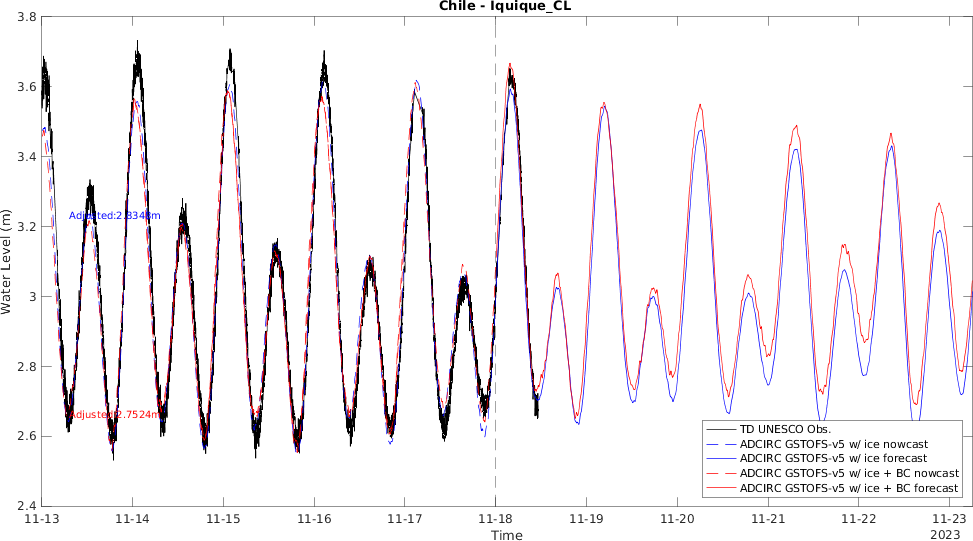 Chile - Iquique_CL
Water Level (m)
3.8
3.6
3.4
3.2
3
2.8
2.6
2.4
Adjusted:2.8348m
Adjusted:2.7524m
TD UNESCO Obs.
ADCIRC GSTOFS-v5 w/ ice nowcast
ADCIRC GSTOFS-v5 w/ ice forecast
ADCIRC GSTOFS-v5 w/ ice + BC nowcast
ADCIRC GSTOFS-v5 w/ ice + BC forecast
11-13 11-14 11-15 11-16 11-17 11-18 11-19 11-20 11-21 11-22 11-23
Time
2023